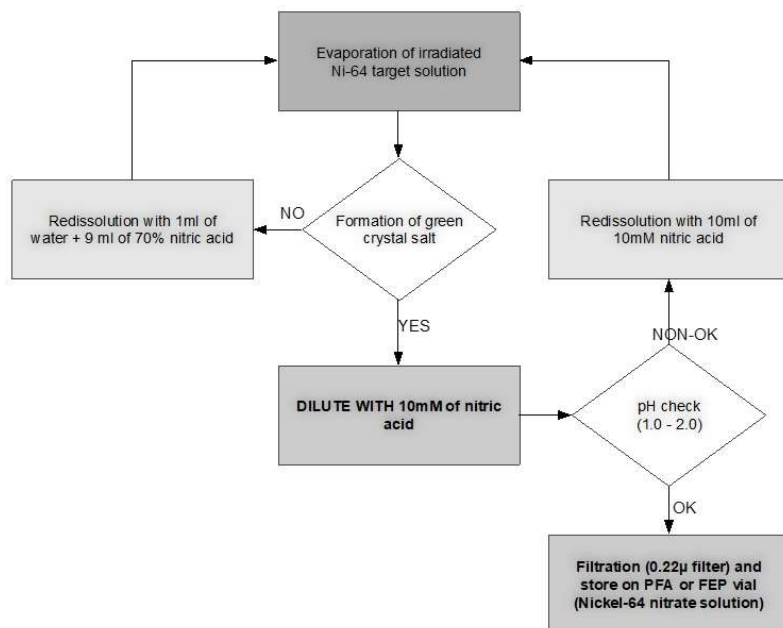 Evaporation of irradiated
Ni-64 target solution
Redissolution with 1ml of
water + 9 ml of 70% nitric acid
NO
Formation of green
crystal salt
Redissolution with 10ml of
10mM nitric acid
YES
NON-OK
DILUTE WITH 10mM of nitric
acid
pH check
(1.0 - 2.0)
OK
Filtration (0.22µ filter) and
store on PFA or FEP vial
(Nickel-64 nitrate solution)